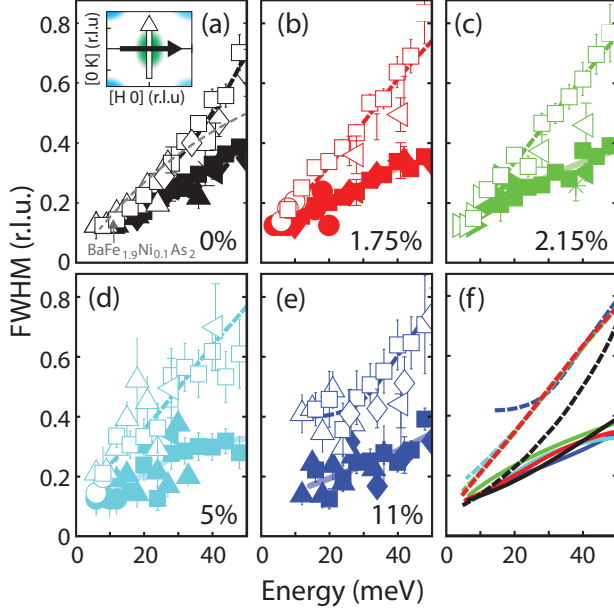 (a)
(b)
(c)
[0 K] (r.l.u)
[H 0] (r.l.u)
0.8
0.6
0.4
0.2
0
BaFe1.9Ni0.1As2
0%
1.75%
2.15%
FWHM (r.l.u.)
(d)
(e)
(f)
0.8
0.6
0.4
0.2
0
5%
11%
0 20 40
0 20 40
0 20 40
Energy (meV)